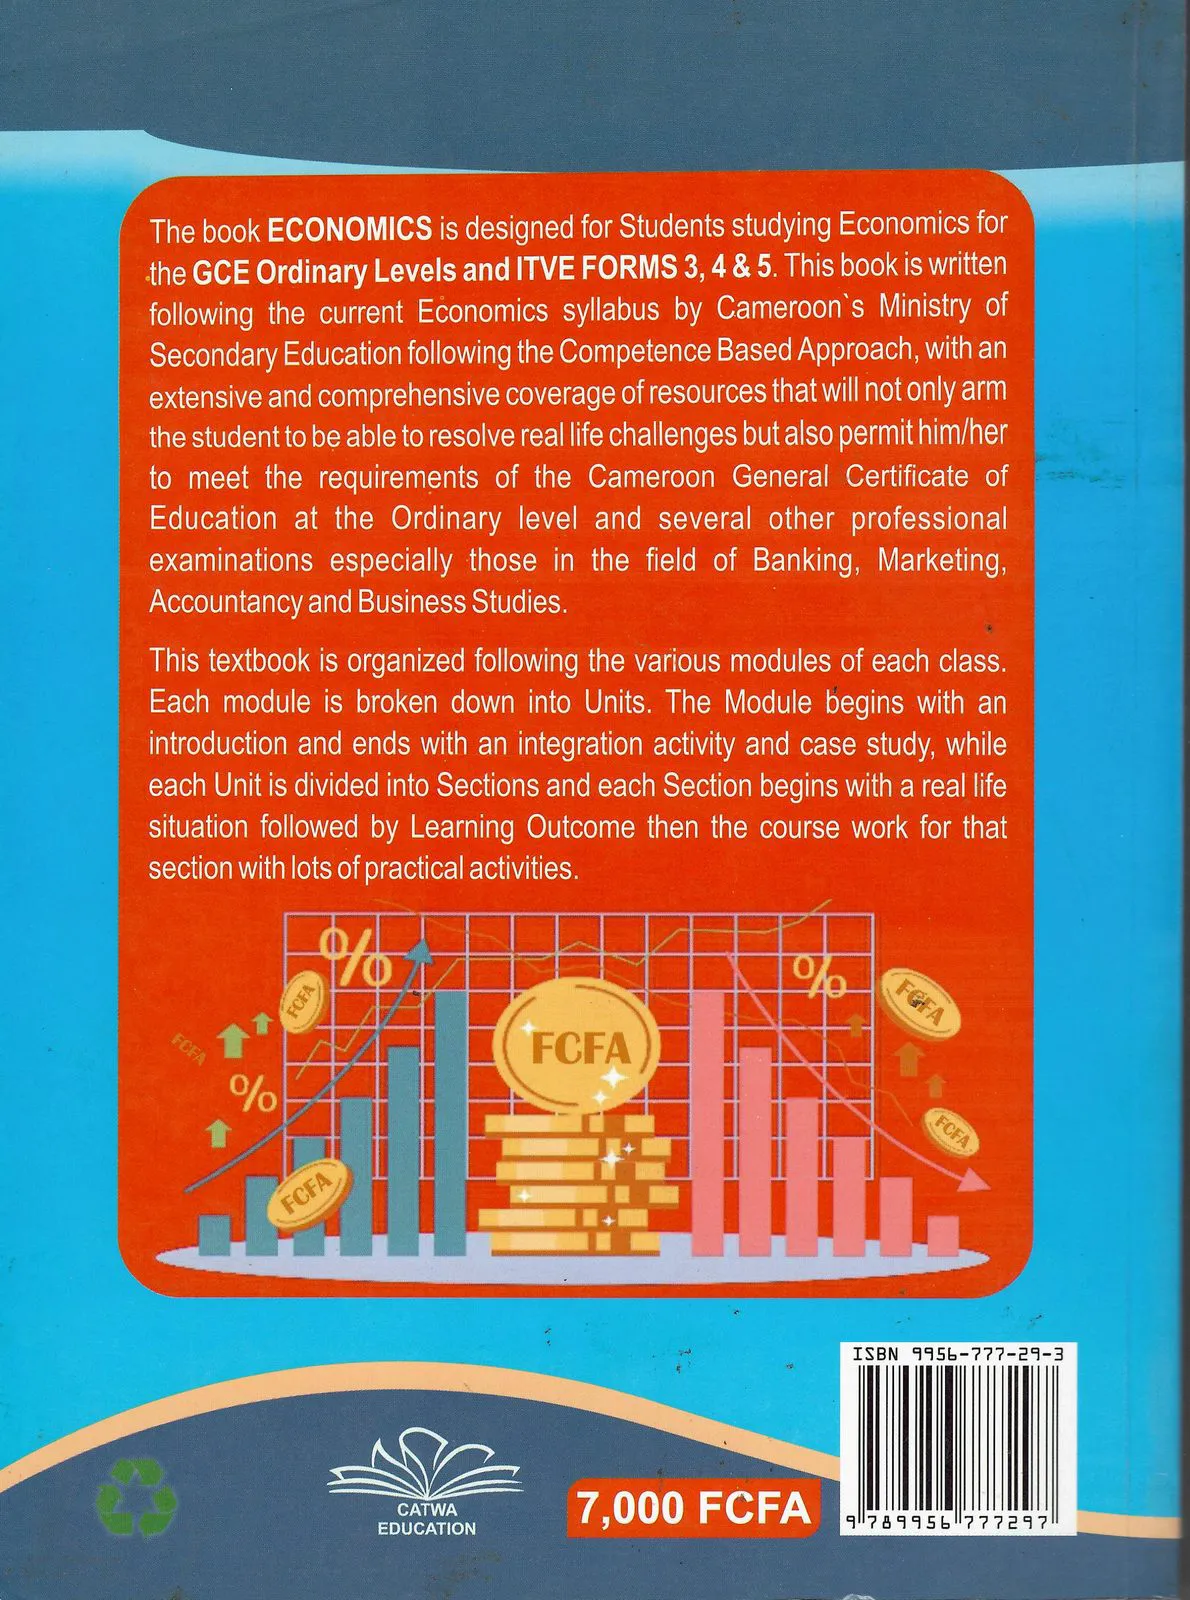 The book ECONOMICS is designed for Students studying Economics for
the GCE Ordinary Levels and ITVE FORMS 3, 4 & 5. This book is written
following the current Economics syllabus by Cameroon`s Ministry of
Secondary Education following the Competence Based Approach, with an
extensive and comprehensive coverage of resources that will not only arm
the student to be able to resolve real life challenges but also permit him/her
to meet the requirements of the Cameroon General Certificate of
Education at the Ordinary level and several other professional
examinations especially those in the field of Banking, Marketing,
Accountancy and Business Studies.
This textbook is organized following the various modules of each class.
Each module is broken down into Units. The Module begins with an
introduction and ends with an integration activity and case study, while
each Unit is divided into Sections and each Section begins with a real life
situation followed by Learning Outcome then the course work for that
section with lots of practical activities.
%
%
FCFA
FCFA
FCFA
FCFA
%
FCFA
FCFA
ISBN 9956-777-29-3
CATWA
EDUCATION
7,000 FCFA
9 789956 777297